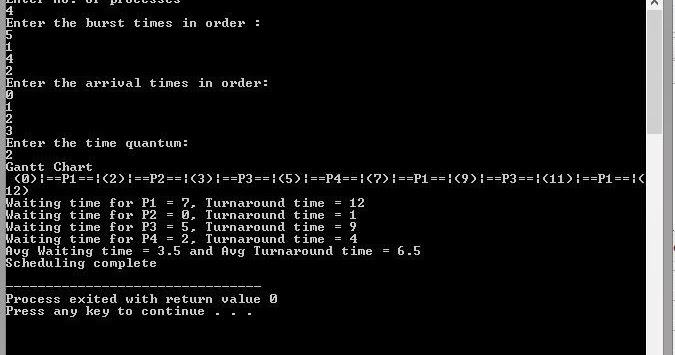 Enter no. of processes
4
Enter the burst times in order :
5
1
4
2
Enter the arrival times in order:
0
1
2
3
Enter the time quantum:
2
Gantt Chart
(0)¦==P1==¦(2)¦==P2==¦(3)¦==P3==¦(5)¦==P4==¦(7)¦==P1==¦(9)¦==P3==¦(11)¦==P1==¦(
12)
Waiting time for P1 = 7, Turnaround time = 12
Waiting time for P2 = 0, Turnaround time = 1
Waiting time for P3 = 5, Turnaround time = 9
Waiting time for P4 = 2, Turnaround time = 4
Avg Waiting time = 3.5 and Avg Turnaround time = 6.5
Scheduling complete
--------------------------------
Process exited with return value 0
Press any key to continue . . .